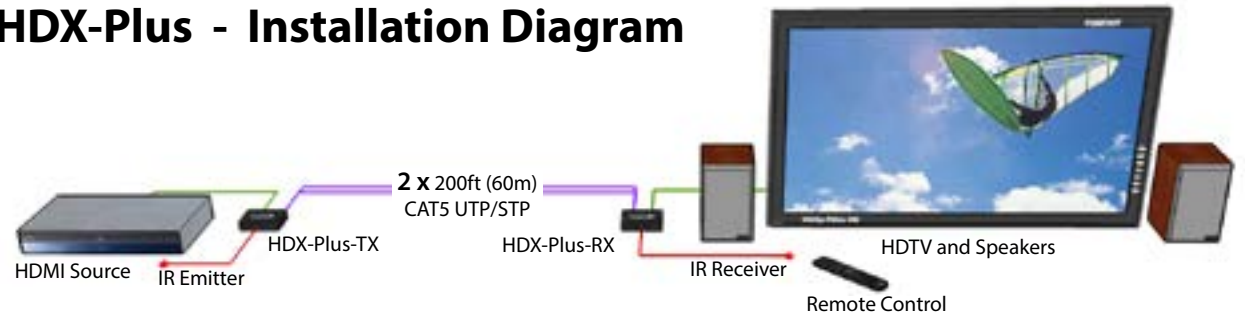 HDX-Plus - Installation Diagram
2 x 200ft (60m)
CAT5 UTP/STP
HDX-Plus-TX
HDX-Plus-RX
HDTV and Speakers
HDMI Source
IR Emitter
IR Receiver
Remote Control